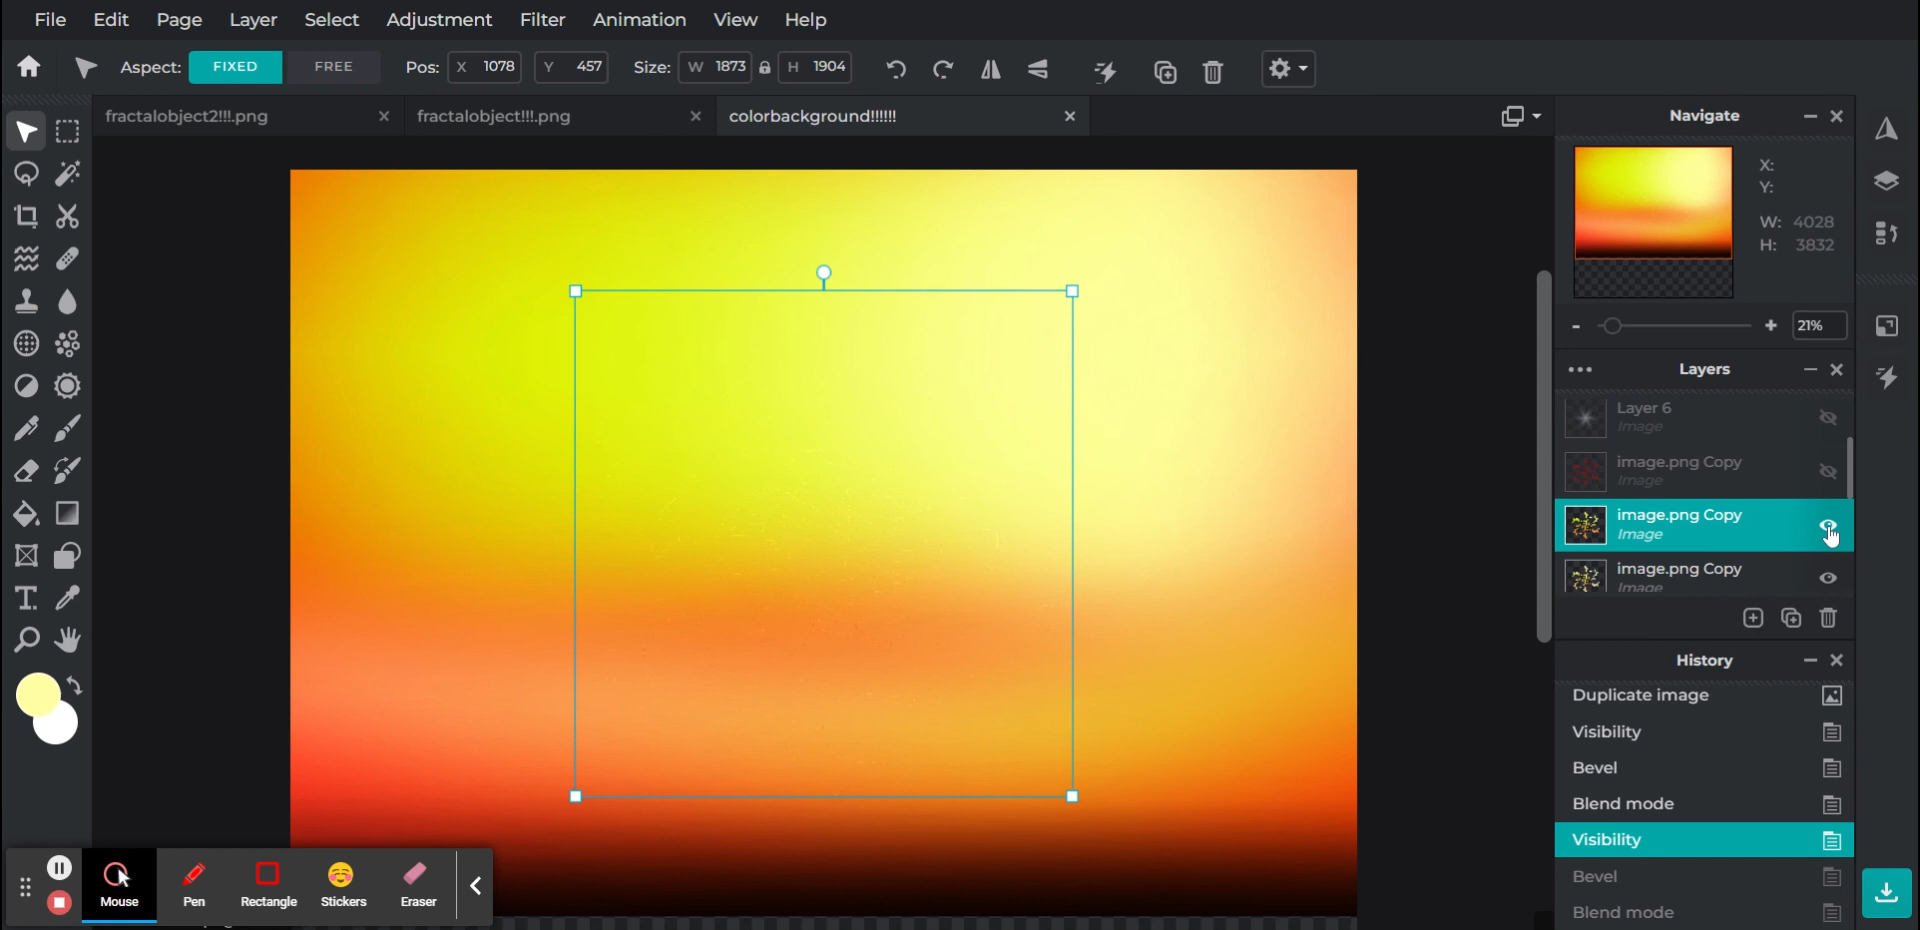 File Edit Page Layer Select Adjustment Filter Animation View Help
Aspect: FIXED FREE Pos: X 1078 Y 457 Size: W 1873 H 1904
fractalobject2!!!.png fractalobject!!!.png colorbackground!!!!!!
Navigate
X:
Y:
W: 4028
H: 3832
- + 21%
Layers
Layer 6
Image
image.png Copy
Image
image.png Copy
Image
image.png Copy
Image
History
Duplicate image
Visibility
Bevel
Blend mode
Visibility
Bevel
Blend mode
Mouse Pen Rectangle Stickers Eraser